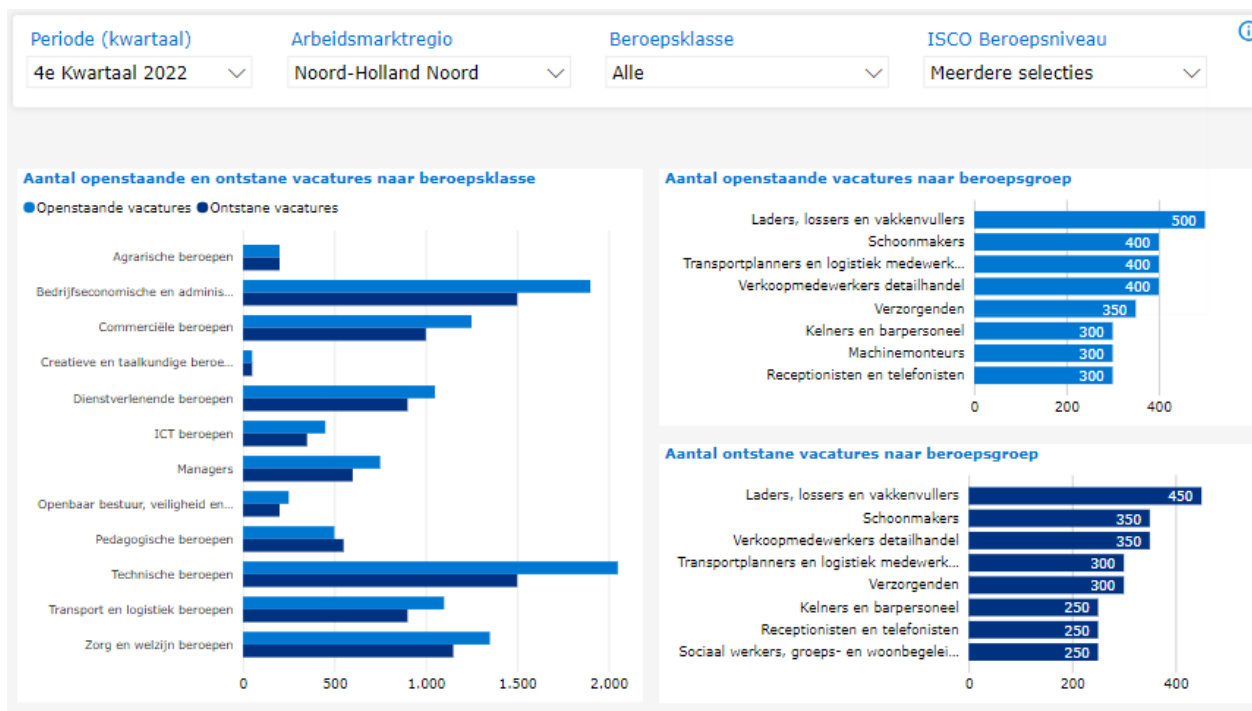 Periode (kwartaal)
4e Kwartaal 2022
Arbeidsmarktregio
Noord-Holland Noord
Beroepsklasse
Alle
ISCO Beroepsniveau
Meerdere selecties
Aantal openstaande en ontstane vacatures naar beroepsklasse
Openstaande vacatures Ontstane vacatures
Agrarische beroepen
Bedrijfseconomische en adminis...
Commerciële beroepen
Creatieve en taalkundige beroe...
Dienstverlenende beroepen
ICT beroepen
Managers
Openbaar bestuur, veiligheid en...
Pedagogische beroepen
Technische beroepen
Transport en logistiek beroepen
Zorg en welzijn beroepen
0 500 1.000 1.500 2.000
Aantal openstaande vacatures naar beroepsgroep
Laders, lossers en vakkenvullers 500
Schoonmakers 400
Transportplanners en logistiek medewerk... 400
Verkoopmedewerkers detailhandel 400
Verzorgenden 350
Kelners en barpersoneel 300
Machinemonteurs 300
Receptionisten en telefonisten 300
0 200 400
Aantal ontstane vacatures naar beroepsgroep
Laders, lossers en vakkenvullers 450
Schoonmakers 350
Verkoopmedewerkers detailhandel 350
Transportplanners en logistiek medewerk... 300
Verzorgenden 300
Kelners en barpersoneel 250
Receptionisten en telefonisten 250
Sociaal werkers, groeps- en woonbegelei... 250
0 200 400